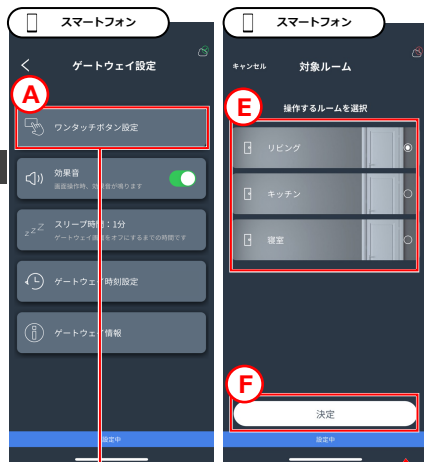 スマートフォン
ゲートウェイ設定
A
ワンタッチボタン設定
効果音
画面操作時、効果音が鳴ります
zzZ
スリープ時間：1分
ゲートウェイ画面をオフにするまでの時間です
ゲートウェイ時刻設定
ゲートウェイ情報
設定中
スマートフォン
キャンセル
対象ルーム
E
操作するルームを選択
リビング
キッチン
寝室
F
決定
設定中